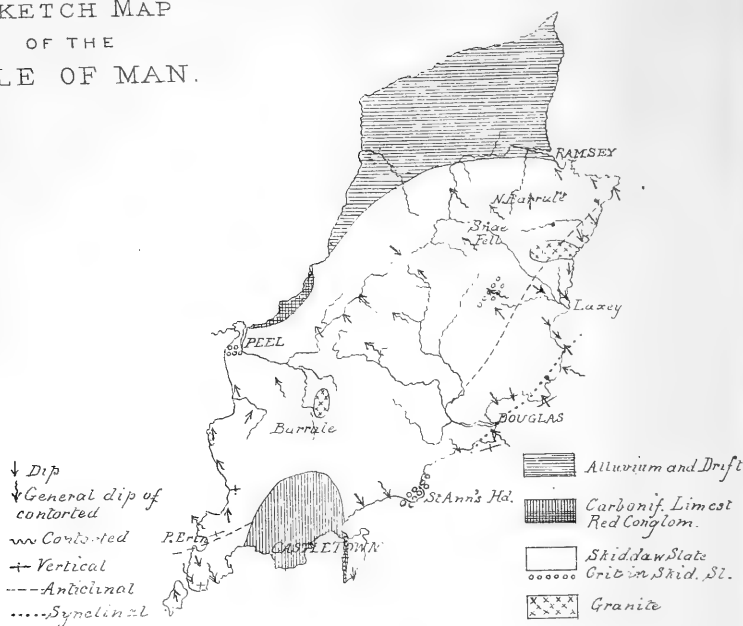 KETCH MAP
OF THE
LE OF MAN.
RAMSEY
Snae
Fell
Laxey
PEEL
DOUGLAS
Burrule
St Ann's Hd.
CASTLETOWN
Dip
General dip of
contorted
Contorted
Vertical
Anticlinal
Synclinal
Alluvium and Drift
Carbonif. Limest
Red Conglom.
Skiddaw Slate
Grit in Skid. Sl.
Granite